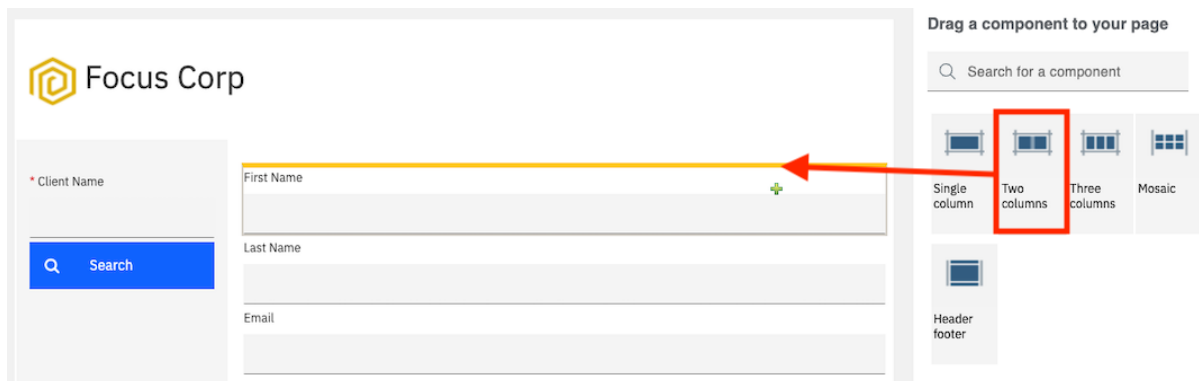 Focus Corp
* Client Name
Search
First Name
Last Name
Email
Drag a component to your page
Search for a component
Single
column
Two
columns
Three
columns
Mosaic
Header
footer